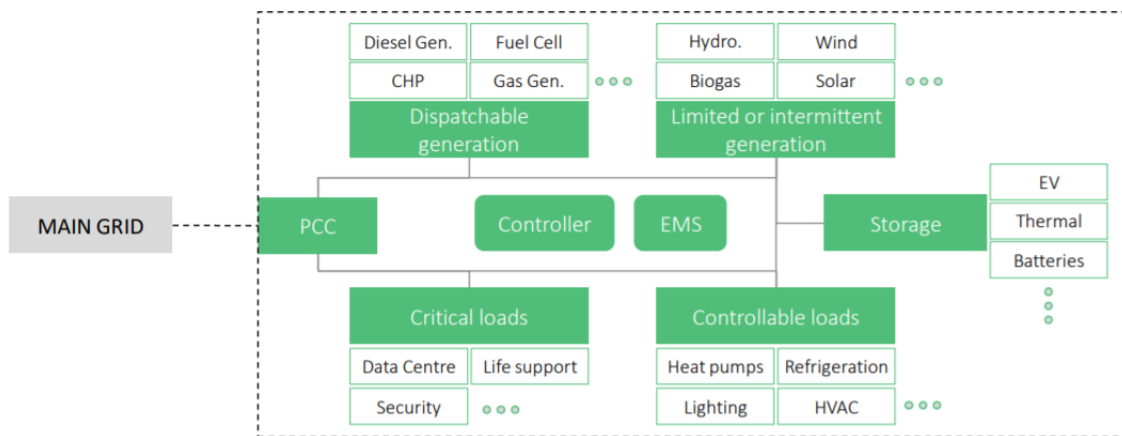 Diesel Gen.
Fuel Cell
CHP
Gas Gen.
Dispatchable
generation
Hydro.
Wind
Biogas
Solar
Limited or intermittent
generation
MAIN GRID
PCC
Controller
EMS
Storage
EV
Thermal
Batteries
Critical loads
Data Centre
Life support
Security
Controllable loads
Heat pumps
Refrigeration
Lighting
HVAC